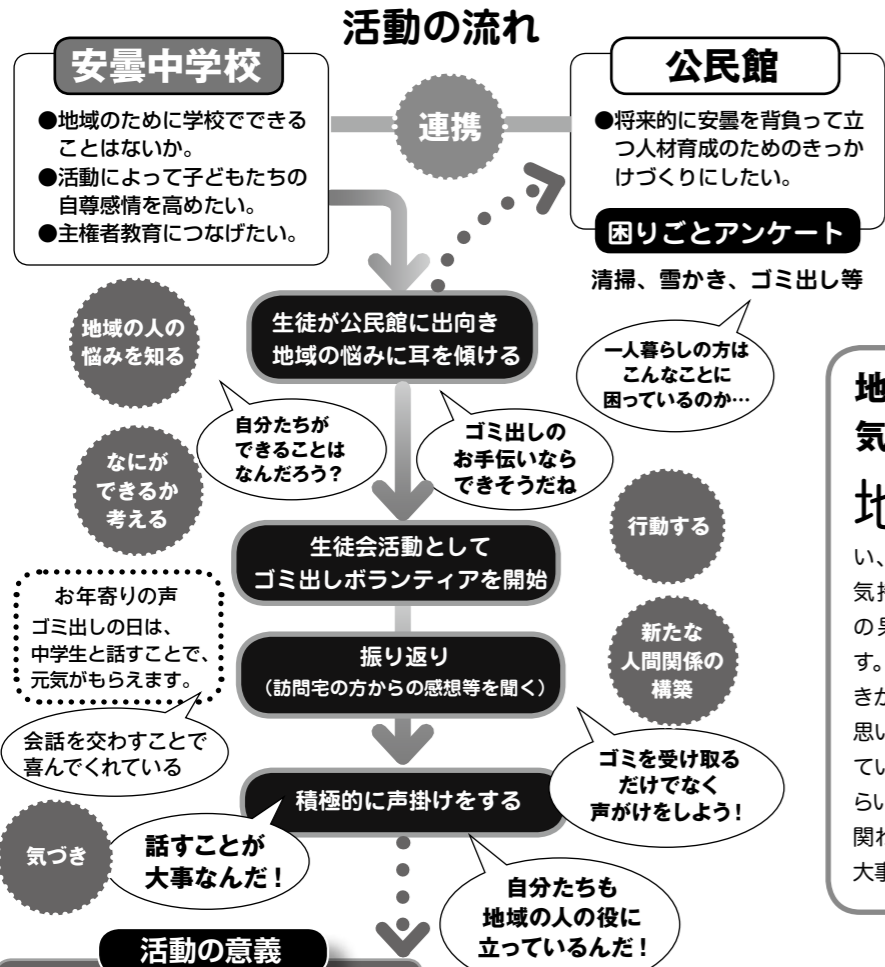 活動の流れ
安曇中学校
●地域のために学校でできる
ことはないか。
●活動によって子どもたちの
自尊感情を高めたい。
●主権者教育につなげたい。
連携
公民館
●将来的に安曇を背負って立
つ人材育成のためのきっか
けづくりにしたい。
困りごとアンケート
清掃、雪かき、ゴミ出し等
一人暮らしの方は
こんなことに
困っているのか…
生徒が公民館に出向き
地域の悩みに耳を傾ける
地域の人の
悩みを知る
自分たちが
できることは
なんだろう?
ゴミ出しの
お手伝いなら
できそうだね
なにが
できるか
考える
行動する
生徒会活動として
ゴミ出しボランティアを開始
お年寄りの声
ゴミ出しの日は、
中学生と話すことで、
元気がもらえます。
振り返り
(訪問宅の方からの感想等を聞く)
新たな
人間関係の
構築
会話を交わすことで
喜んでくれている
積極的に声掛けをする
ゴミを受け取る
だけでなく
声がけをしよう!
気づき
話すことが
大事なんだ!
自分たちも
地域の人の役に
立っているんだ!
活動の意義
地
気
地
い、
気持
の
す。
きか
思い
てい
らい
関わ
大事